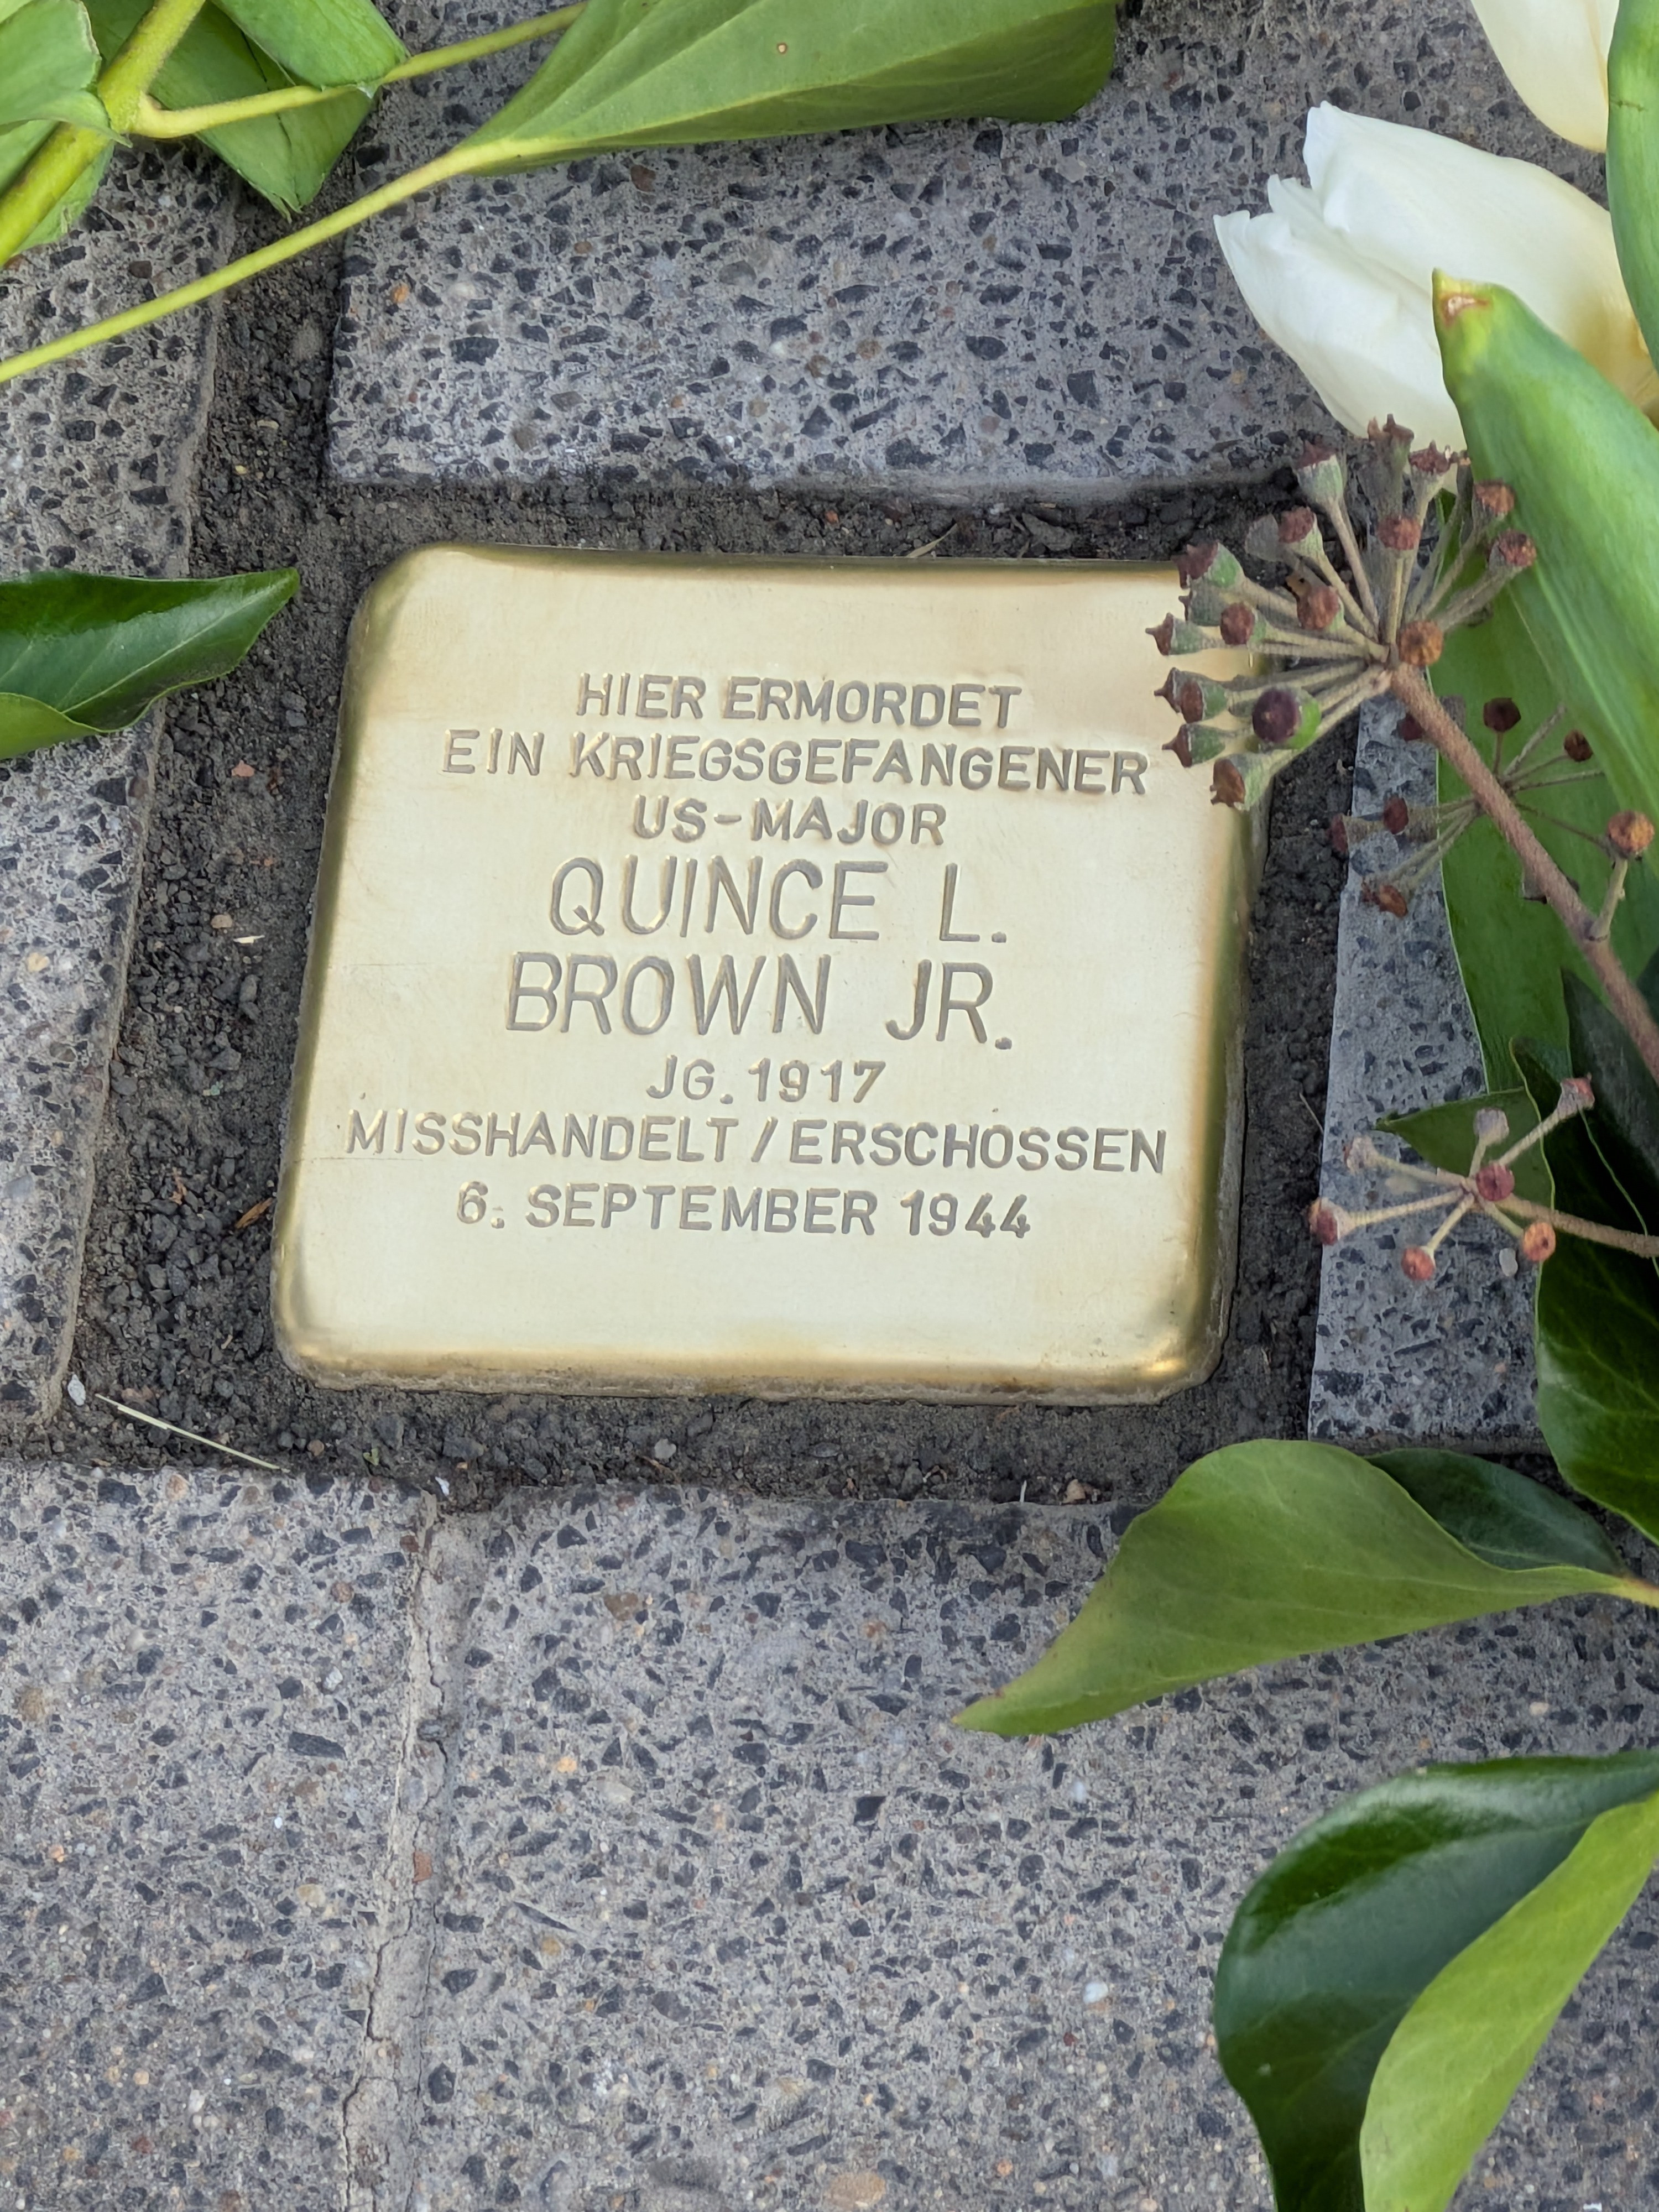 HIER ERMORDET
EIN KRIEGSGEFANGENER
US-MAJOR
QUINCE L.
BROWN JR.
JG. 1917
MISSHANDELT / ERSCHOSSEN
6. SEPTEMBER 1944